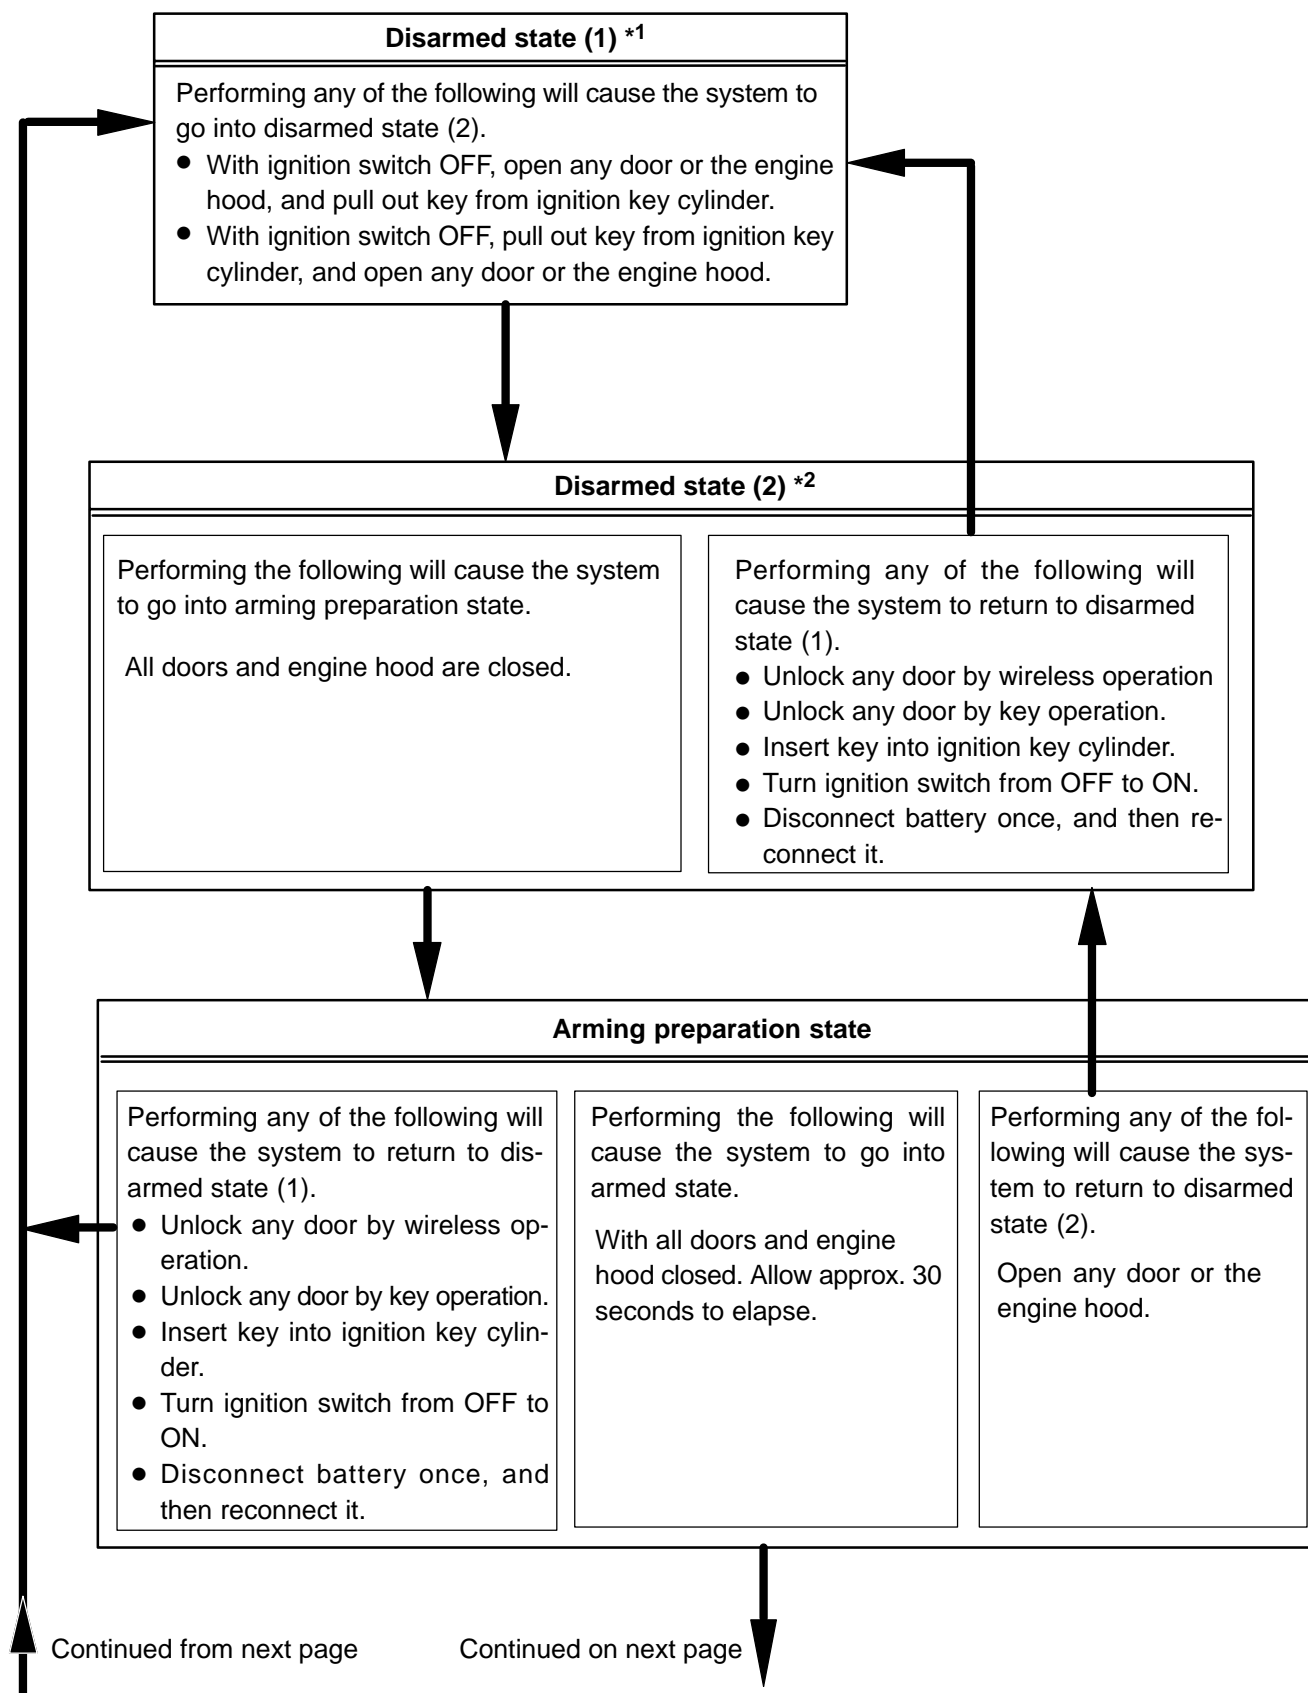 Disarmed state (1) *1
Performing any of the following will cause the system to
go into disarmed state (2).
● With ignition switch OFF, open any door or the engine
hood, and pull out key from ignition key cylinder.
● With ignition switch OFF, pull out key from ignition key
cylinder, and open any door or the engine hood.
Disarmed state (2) *2
Performing the following will cause the system
to go into arming preparation state.
All doors and engine hood are closed.
Performing any of the following will
cause the system to return to disarmed
state (1).
● Unlock any door by wireless operation
● Unlock any door by key operation.
● Insert key into ignition key cylinder.
● Turn ignition switch from OFF to ON.
● Disconnect battery once, and then re-
connect it.
Arming preparation state
Performing any of the following will
cause the system to return to dis-
armed state (1).
● Unlock any door by wireless op-
eration.
● Unlock any door by key operation.
● Insert key into ignition key cylin-
der.
● Turn ignition switch from OFF to
ON.
● Disconnect battery once, and
then reconnect it.
Performing the following will
cause the system to go into
armed state.
With all doors and engine
hood closed. Allow approx. 30
seconds to elapse.
Performing any of the fol-
lowing will cause the sys-
tem to return to disarmed
state (2).
Open any door or the
engine hood.
Continued from next page
Continued on next page